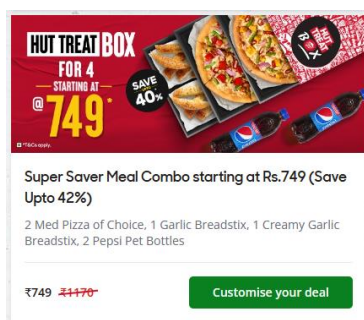 HUT TREAT BOX
FOR 4
STARTING AT
@749*
SAVE
40%
*T&Cs apply.
Super Saver Meal Combo starting at Rs.749 (Save
Upto 42%)
2 Med Pizza of Choice, 1 Garlic Breadstix, 1 Creamy Garlic
Breadstix, 2 Pepsi Pet Bottles
₹749 ₹1170
Customise your deal